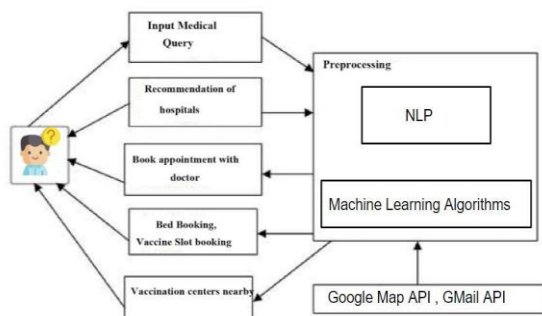 Input Medical
Query
Recommendation of
hospitals
Book appointment with
doctor
Bed Booking,
Vaccine Slot booking
Vaccination centers nearby
Preprocessing
NLP
Machine Learning Algorithms
Google Map API , GMail API
?